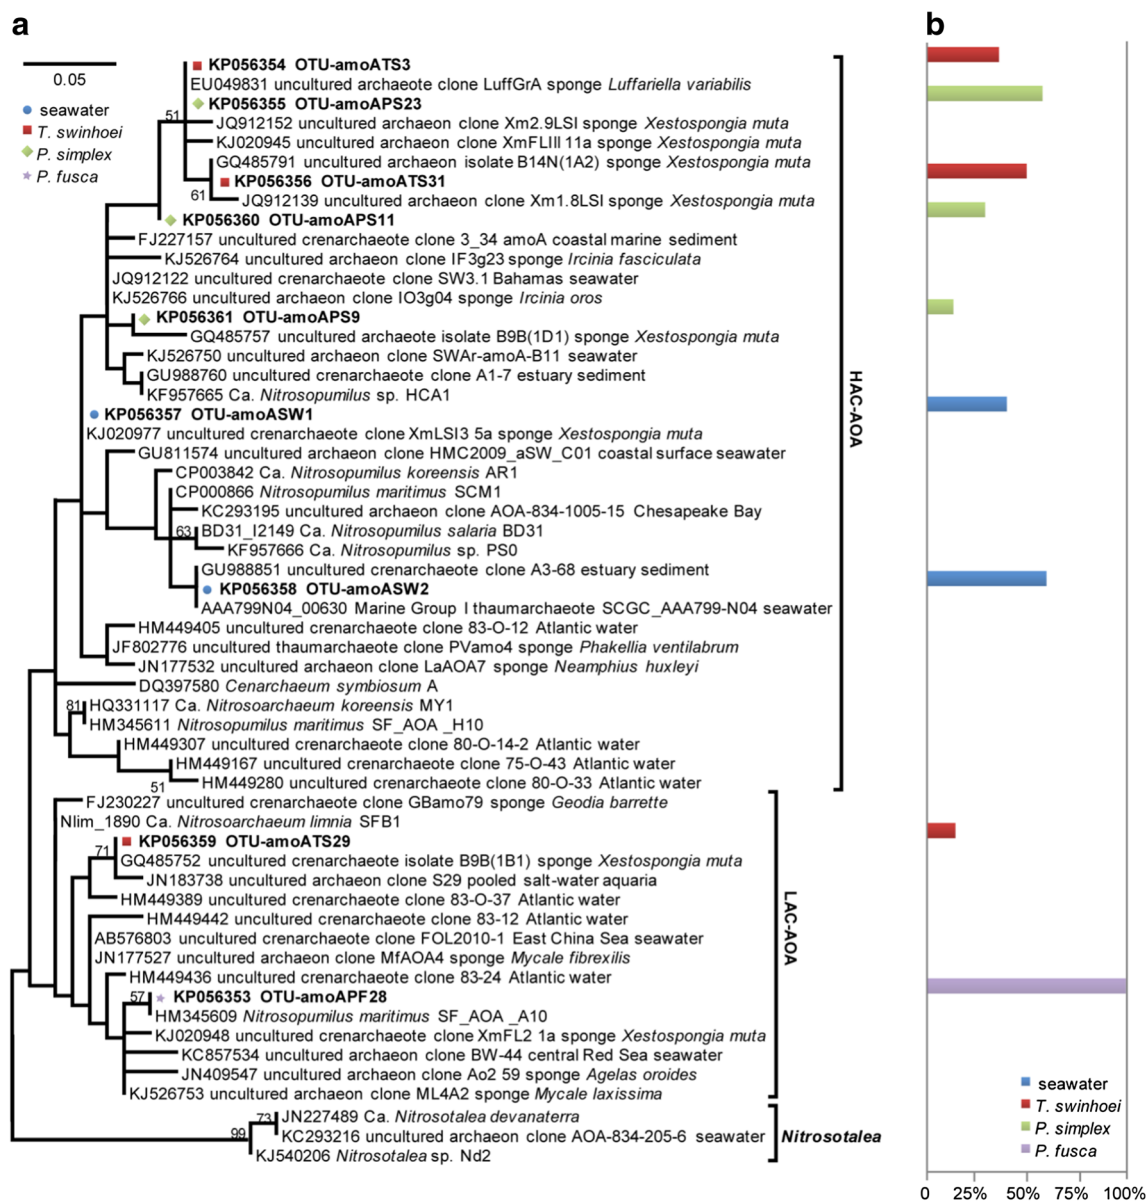 a
b
0.05
seawater
T. swinhoei
P. simplex
P. fusca
KP056354 OTU-amoATS3
EU049831 uncultured archaeote clone LuffGrA sponge Luffariella variabilis
KP056355 OTU-amoAPS23
51
JQ912152 uncultured archaeon clone Xm2.9LSI sponge Xestospongia muta
KJ020945 uncultured archaeon clone XmFLIII 11a sponge Xestospongia muta
GQ485791 uncultured archaeon isolate B14N(1A2) sponge Xestospongia muta
KP056356 OTU-amoATS31
61
JQ912139 uncultured archaeon clone Xm1.8LSI sponge Xestospongia muta
KP056360 OTU-amoAPS11
FJ227157 uncultured crenarchaeote clone 3_34 amoA coastal marine sediment
KJ526764 uncultured archaeon clone IF3g23 sponge Ircinia fasciculata
JQ912122 uncultured crenarchaeote clone SW3.1 Bahamas seawater
KJ526766 uncultured archaeon clone IO3g04 sponge Ircinia oros
KP056361 OTU-amoAPS9
GQ485757 uncultured archaeote isolate B9B(1D1) sponge Xestospongia muta
KJ526750 uncultured archaeon clone SWAr-amoA-B11 seawater
GU988760 uncultured crenarchaeote clone A1-7 estuary sediment
KF957665 Ca. Nitrosopumilus sp. HCA1
KP056357 OTU-amoASW1
KJ020977 uncultured crenarchaeote clone XmLSI3 5a sponge Xestospongia muta
GU811574 uncultured archaeon clone HMC2009_aSW_C01 coastal surface seawater
CP003842 Ca. Nitrosopumilus koreensis AR1
CP000866 Nitrosopumilus maritimus SCM1
KC293195 uncultured archaeon clone AOA-834-1005-15 Chesapeake Bay
63
BD31_I2149 Ca. Nitrosopumilus salaria BD31
KF957666 Ca. Nitrosopumilus sp. PS0
GU988851 uncultured crenarchaeote clone A3-68 estuary sediment
KP056358 OTU-amoASW2
AAA799N04_00630 Marine Group I thaumarchaeote SCGC_AAA799-N04 seawater
HM449405 uncultured crenarchaeote clone 83-O-12 Atlantic water
JF802776 uncultured thaumarchaeote clone PVamo4 sponge Phakellia ventilabrum
JN177532 uncultured archaeon clone LaAOA7 sponge Neamphius huxleyi
DQ397580 Cenarchaeum symbiosum A
81
HQ331117 Ca. Nitrosoarchaeum koreensis MY1
HM345611 Nitrosopumilus maritimus SF_AOA _H10
HM449307 uncultured crenarchaeote clone 80-O-14-2 Atlantic water
HM449167 uncultured crenarchaeote clone 75-O-43 Atlantic water
51
HM449280 uncultured crenarchaeote clone 80-O-33 Atlantic water
HAC-AOA
FJ230227 uncultured crenarchaeote clone GBamo79 sponge Geodia barrette
Nlim_1890 Ca. Nitrosoarchaeum limnia SFB1
KP056359 OTU-amoATS29
71
GQ485752 uncultured crenarchaeote isolate B9B(1B1) sponge Xestospongia muta
JN183738 uncultured archaeon clone S29 pooled salt-water aquaria
HM449389 uncultured crenarchaeote clone 83-O-37 Atlantic water
HM449442 uncultured crenarchaeote clone 83-12 Atlantic water
AB576803 uncultured crenarchaeote clone FOL2010-1 East China Sea seawater
JN177527 uncultured archaeon clone MfAOA4 sponge Mycale fibrexilis
HM449436 uncultured crenarchaeote clone 83-24 Atlantic water
57
KP056353 OTU-amoAPF28
HM345609 Nitrosopumilus maritimus SF_AOA _A10
KJ020948 uncultured crenarchaeote clone XmFL2 1a sponge Xestospongia muta
KC857534 uncultured archaeon clone BW-44 central Red Sea seawater
JN409547 uncultured archaeon clone Ao2 59 sponge Agelas oroides
KJ526753 uncultured archaeon clone ML4A2 sponge Mycale laxissima
LAC-AOA
73
JN227489 Ca. Nitrosotalea devanaterra
99
KC293216 uncultured archaeon clone AOA-834-205-6 seawater
KJ540206 Nitrosotalea sp. Nd2
Nitrosotalea
seawater
T. swinhoei
P. simplex
P. fusca
0 25% 50% 75% 100%